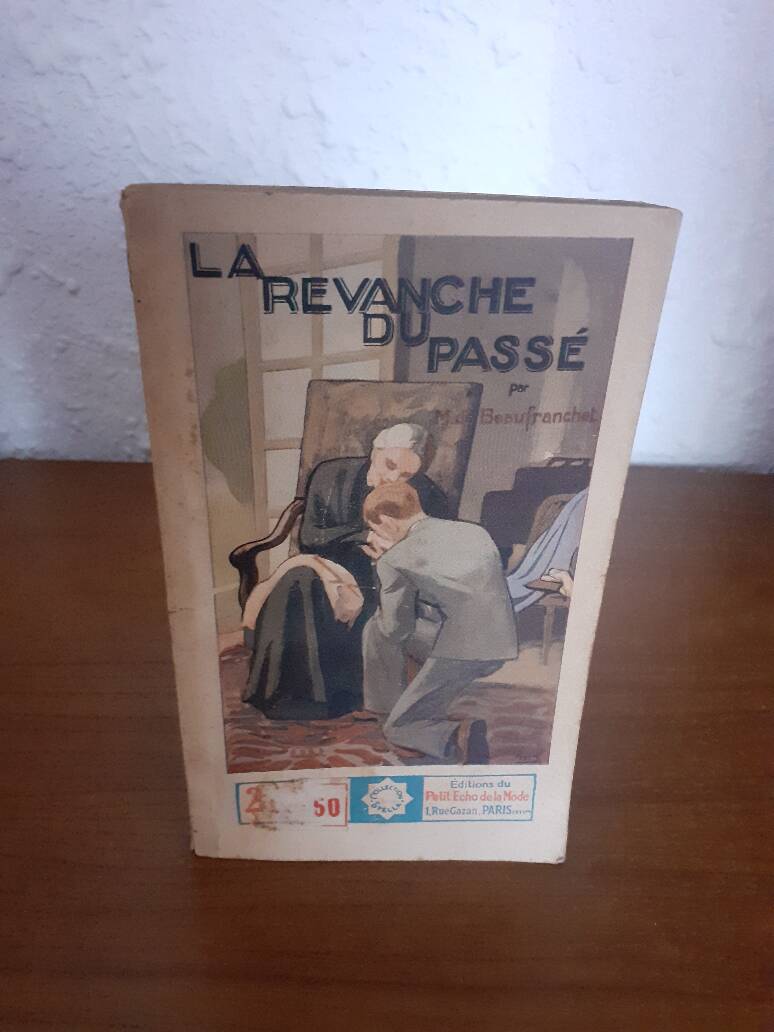 LA
REVANCHE
DU
PASSÉ
par
M. de Beaufranchet
2 50
COLLECTION
STELLA
Éditions du
Petit Echo de la Mode
1, Rue Gazan, PARIS